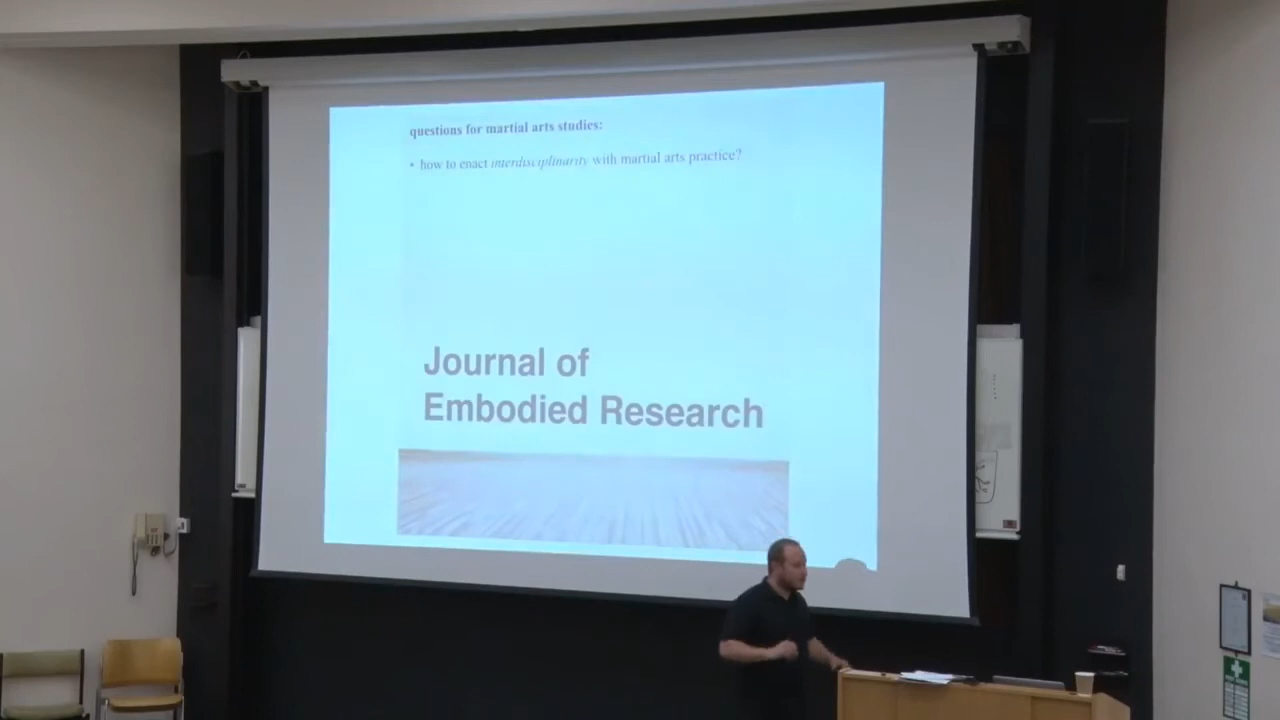 questions for martial arts studies:
• how to enact interdisciplinarity with martial arts practice?
Journal of
Embodied Research